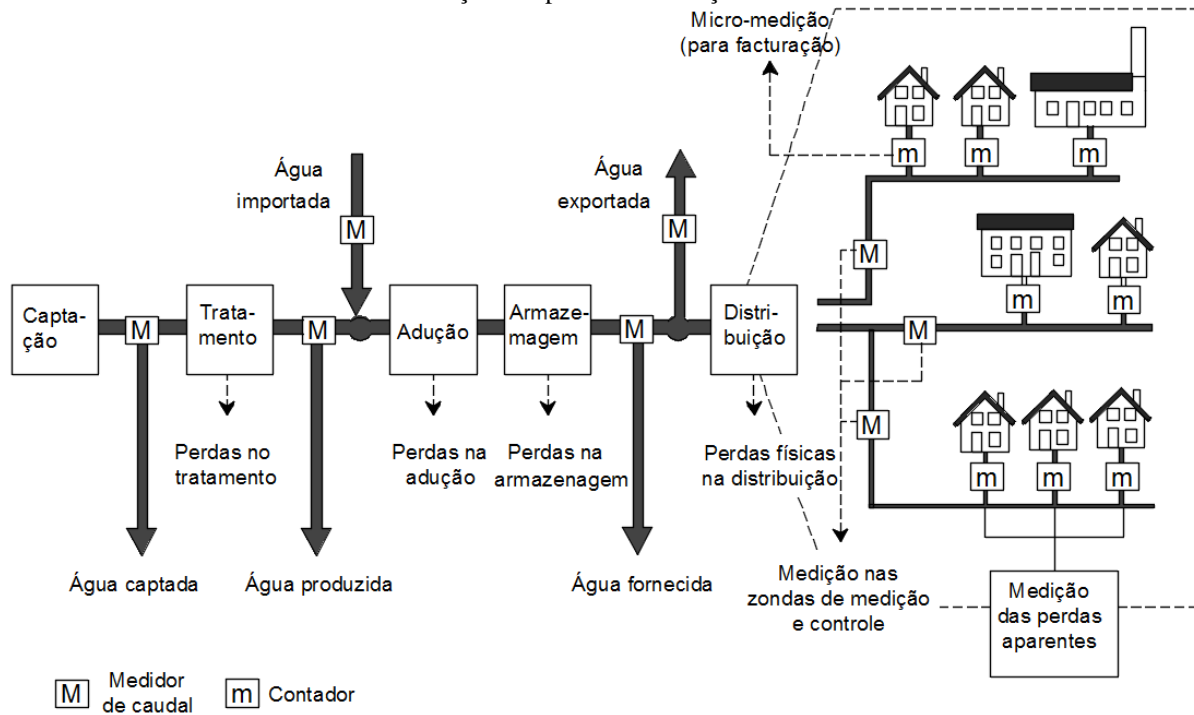 Micro-medição
(para facturação)
m
m
m
Água
importada
M
Água
exportada
M
M
m
m
Capta-
ção
M
Trata-
mento
M
Adução
Armaze-
magem
M
Distri-
buição
M
M
Perdas no
tratamento
Perdas na
adução
Perdas na
armazenagem
Perdas físicas
na distribuição
m
m
m
Água captada
Água produzida
Água fornecida
Medição nas
zondas de medição
e controle
Medição
das perdas
aparentes
M
Medidor
de caudal
m
Contador